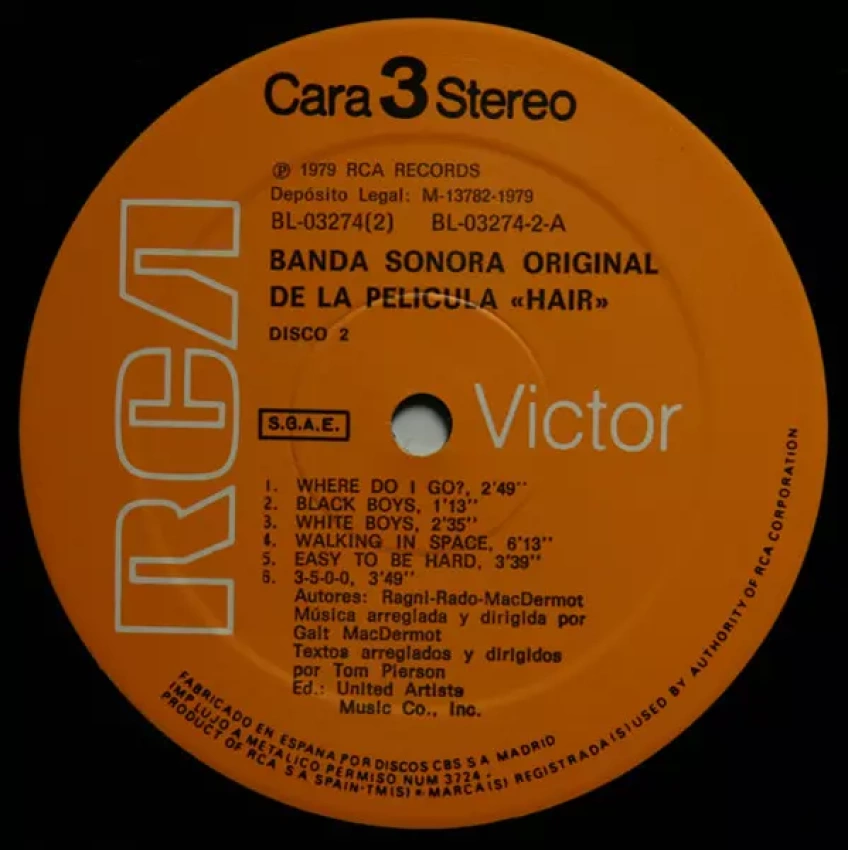 Cara 3 Stereo
℗ 1979 RCA RECORDS
Depósito Legal: M-13782-1979
BL-03274(2) BL-03274-2-A
BANDA SONORA ORIGINAL
DE LA PELICULA «HAIR»
DISCO 2
RCA
S.G.A.E.
Victor
1. WHERE DO I GO?, 2'49''
2. BLACK BOYS, 1'13''
3. WHITE BOYS, 2'35''
4. WALKING IN SPACE, 6'13''
5. EASY TO BE HARD, 3'39''
6. 3-5-0-0, 3'49''
Autores: Ragni-Rado-MacDermot
Música arreglada y dirigida por
Galt MacDermot
Textos arreglados y dirigidos
por Tom Pierson
Ed.: United Artists
Music Co., Inc.
FABRICADO EN ESPAÑA POR DISCOS CBS S A MADRID
IMP LUJO A METALICO PERMISO NUM 3724 -
PRODUCT OF RCA S A SPAIN·TM(S) ® MARCA(S) REGISTRADA(S) USED BY AUTHORITY OF RCA CORPORATION